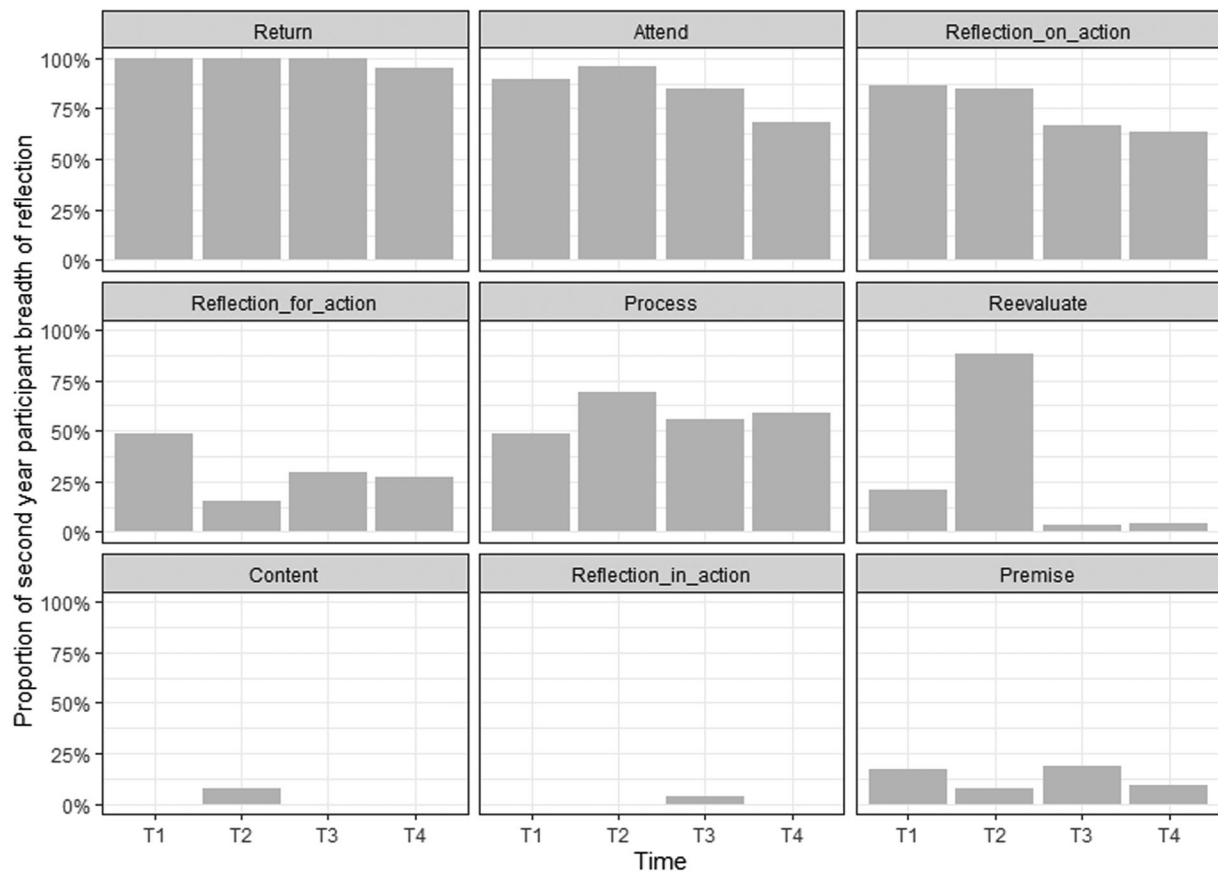 Proportion of second year participant breadth of reflection
Return
Attend
Reflection_on_action
100%
75%
50%
25%
0%
Reflection_for_action
Process
Reevaluate
100%
75%
50%
25%
0%
Content
Reflection_in_action
Premise
100%
75%
50%
25%
0%
T1 T2 T3 T4 T1 T2 T3 T4 T1 T2 T3 T4
Time